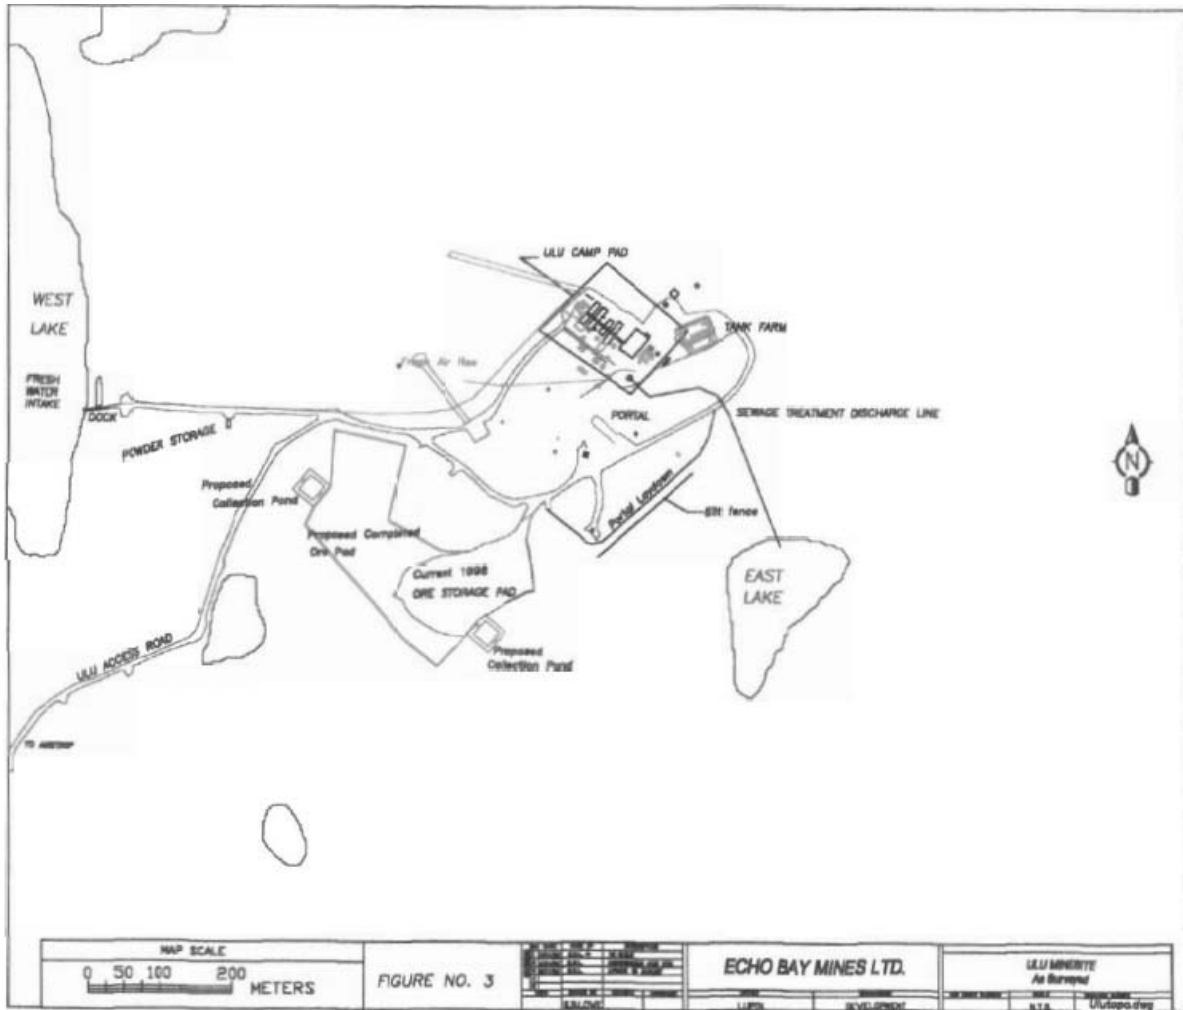 ULU CAMP PAD
WEST
LAKE
TANK FARM
Fresh Air
FRESH
WATER
INTAKE
DOCK
PORTAL
SEWAGE TREATMENT DISCHARGE LINE
POWDER STORAGE
N
Proposed
Collection Pond
Portal Laydown
Silt fence
Proposed Completed
Ore Pad
Current 1998
ORE STORAGE PAD
EAST
LAKE
Proposed
Collection Pond
ULU ACCESS ROAD
TO AIRSTRIP
MAP SCALE
0 50 100 200
METERS
FIGURE NO. 3
ECHO BAY MINES LTD.
LUPIN
DEVELOPMENT
ULU MINESITE
As Surveyed
N.T.S.
Ulutopo.dwg